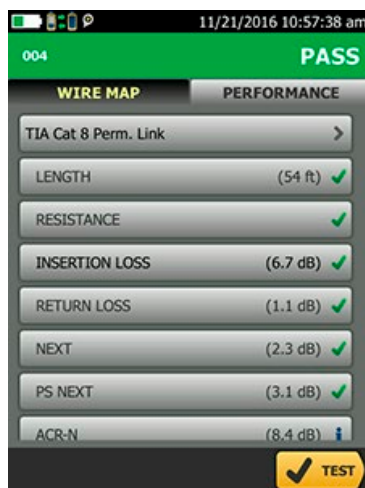 11/21/2016 10:57:38 am
004 PASS
WIRE MAP PERFORMANCE
TIA Cat 8 Perm. Link
LENGTH (54 ft)
RESISTANCE
INSERTION LOSS (6.7 dB)
RETURN LOSS (1.1 dB)
NEXT (2.3 dB)
PS NEXT (3.1 dB)
ACR-N (8.4 dB) i
TEST